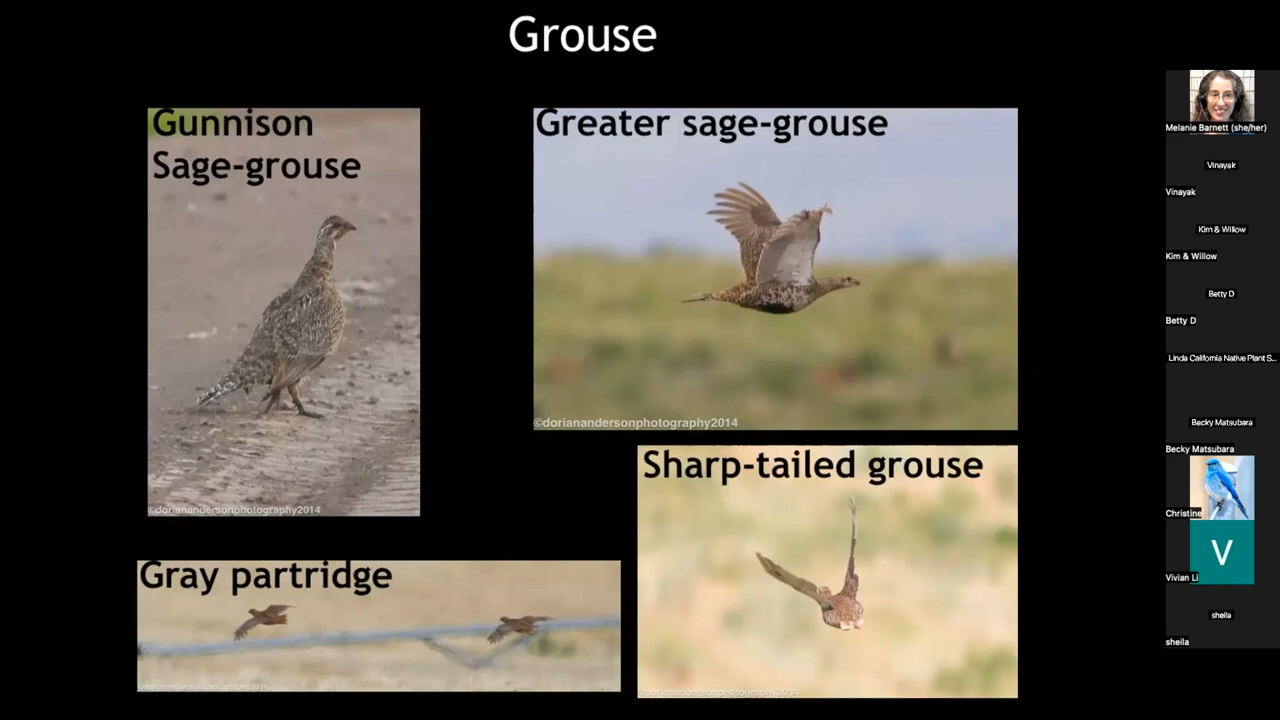 Grouse
Gunnison
Sage-grouse
©dorianandersonphotography2014
Greater sage-grouse
©dorianandersonphotography2014
Gray partridge
Sharp-tailed grouse
©dorianandersonphotography2014
Melanie Barnett (she/her)
Vinayak
Vinayak
Kim & Willow
Kim & Willow
Betty D
Betty D
Linda California Native Plant S...
Becky Matsubara
Becky Matsubara
Christine
V
Vivian Li
sheila
sheila